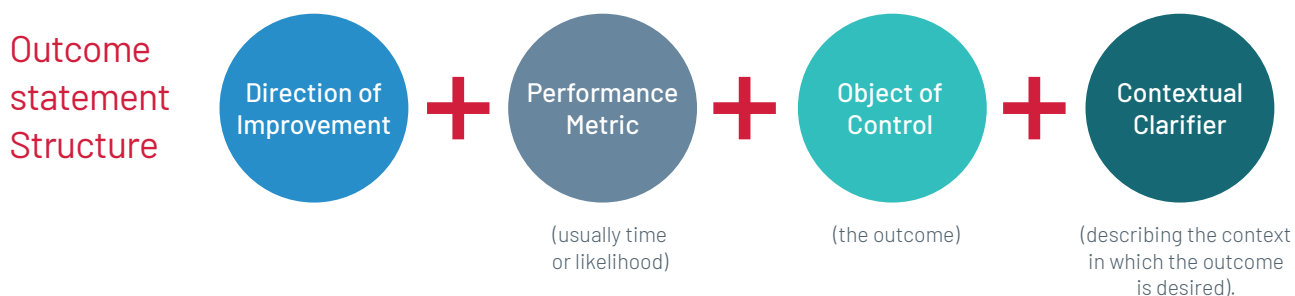 Outcome
statement
Structure
Direction of
Improvement
+
Performance
Metric
+
Object of
Control
+
Contextual
Clarifier
(usually time
or likelihood)
(the outcome)
(describing the context
in which the outcome
is desired).